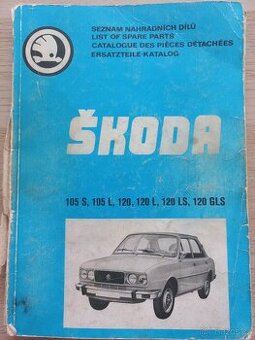 SEZNAM NAHRADNÍCH DÍLŮ
LIST OF SPARE PARTS
CATALOGUE DES PIÈCES DÉTACHÉES
ERSATZTEILE-KATALOG
ŠKODA
105 S, 105 L, 120, 120 L, 120 LS, 120 GLS